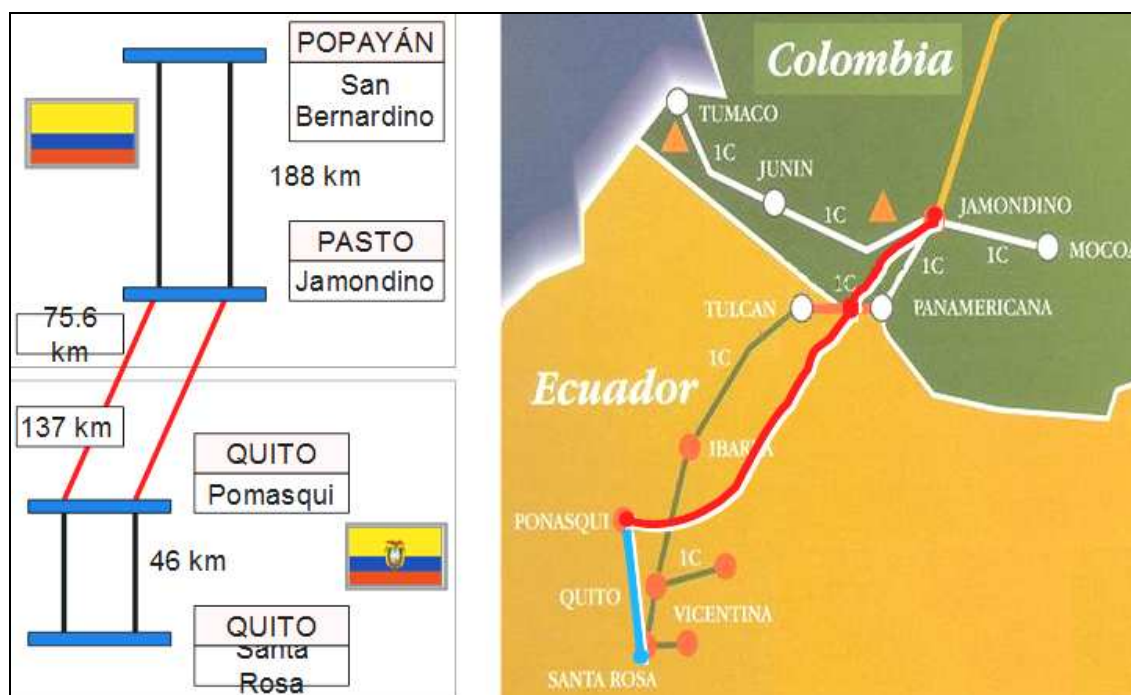 POPAYÁN
San
Bernardino
188 km
PASTO
Jamondino
75.6
km
137 km
QUITO
Pomasqui
46 km
QUITO
Santa
Rosa
Colombia
TUMACO
1C
JUNIN
1C
JAMONDINO
1C
1C
MOCOA
1C
TULCAN
PANAMERICANA
1C
Ecuador
IBARRA
PONASQUI
1C
QUITO
VICENTINA
SANTA ROSA